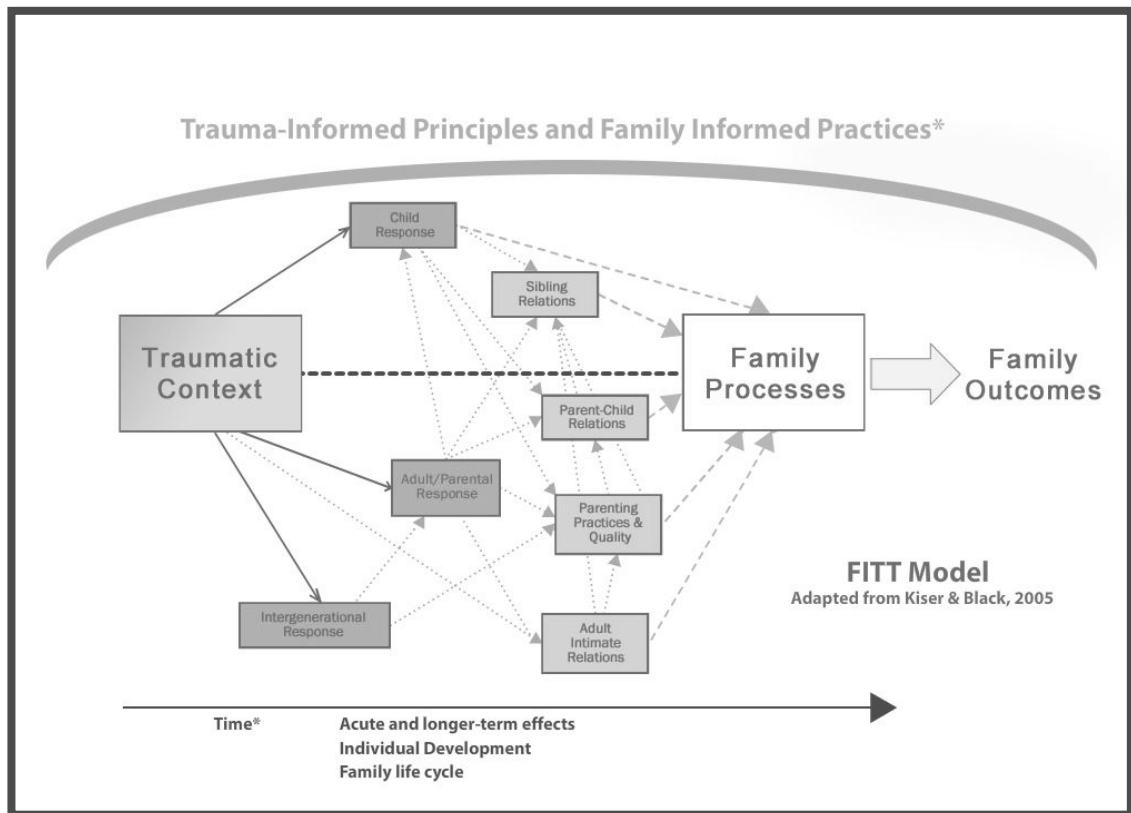 Trauma-Informed Principles and Family Informed Practices*
Child
Response
Sibling
Relations
Traumatic
Context
Family
Processes
Family
Outcomes
Parent-Child
Relations
Adult/Parental
Response
Parenting
Practices &
Quality
FITT Model
Adapted from Kiser & Black, 2005
Intergenerational
Response
Adult
Intimate
Relations
Time*
Acute and longer-term effects
Individual Development
Family life cycle